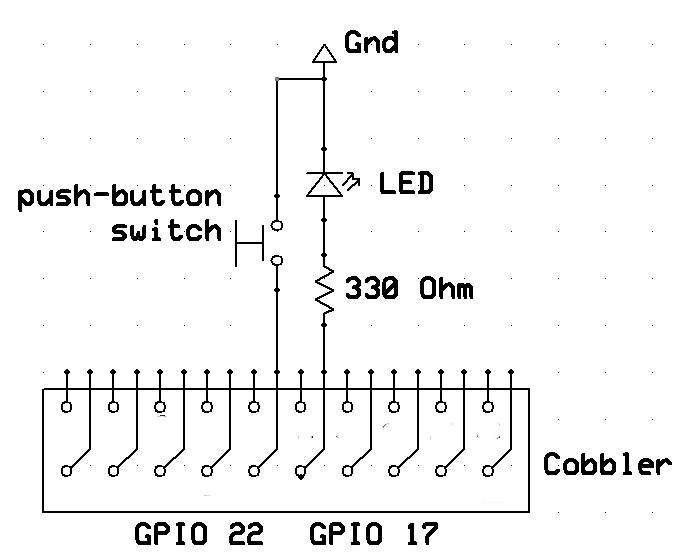 Gnd
LED
push-button
switch
330 Ohm
Cobbler
GPIO 22 GPIO 17